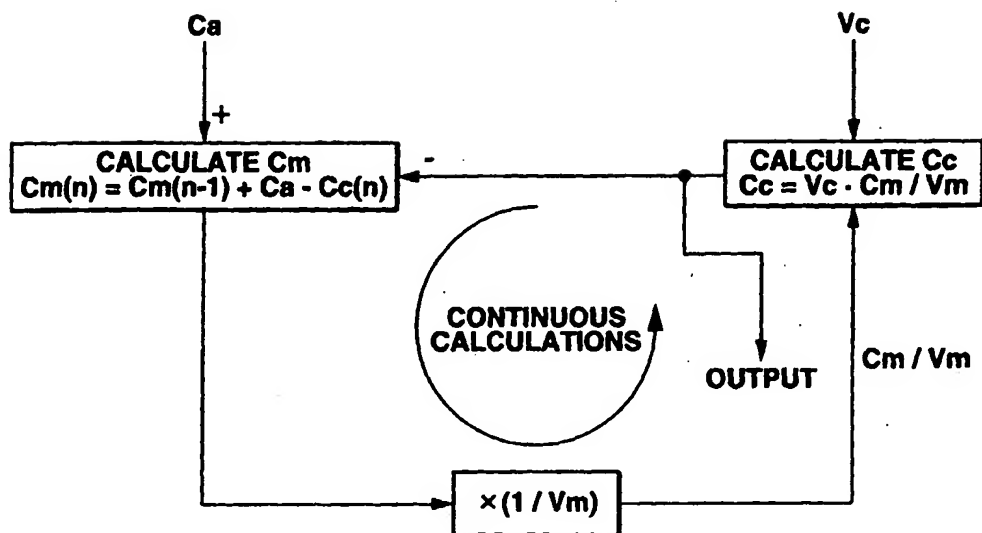 Ca
Vc
+
-
CALCULATE Cm
Cm(n) = Cm(n-1) + Ca - Cc(n)
CALCULATE Cc
Cc = Vc · Cm / Vm
CONTINUOUS
CALCULATIONS
OUTPUT
Cm / Vm
×(1 / Vm)